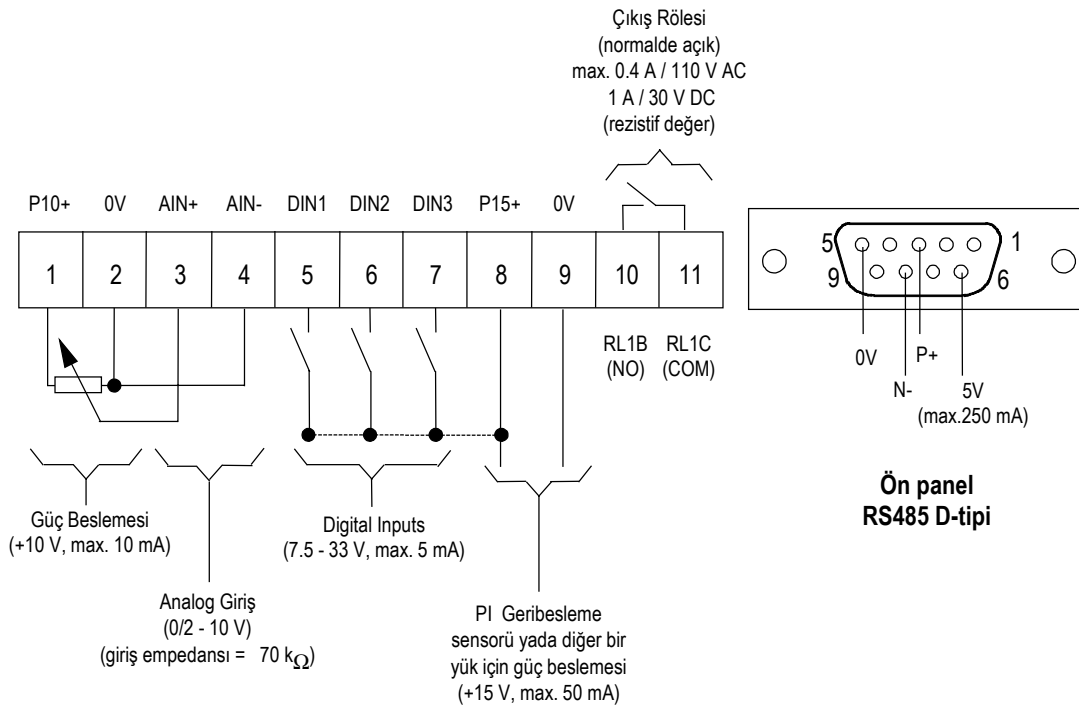 Çıkış Rölesi
(normalde açık)
max. 0.4 A / 110 V AC
1 A / 30 V DC
(rezistif değer)
P10+ 0V AIN+ AIN- DIN1 DIN2 DIN3 P15+ 0V
1 2 3 4 5 6 7 8 9 10 11
RL1B RL1C
(NO) (COM)
5 1
9 6
0V P+
N- 5V
(max.250 mA)
Ön panel
RS485 D-tipi
Güç Beslemesi
(+10 V, max. 10 mA)
Digital Inputs
(7.5 - 33 V, max. 5 mA)
Analog Giriş
(0/2 - 10 V)
(giriş empedansı = 70 kΩ)
PI Geribesleme
sensorü yada diğer bir
yük için güç beslemesi
(+15 V, max. 50 mA)